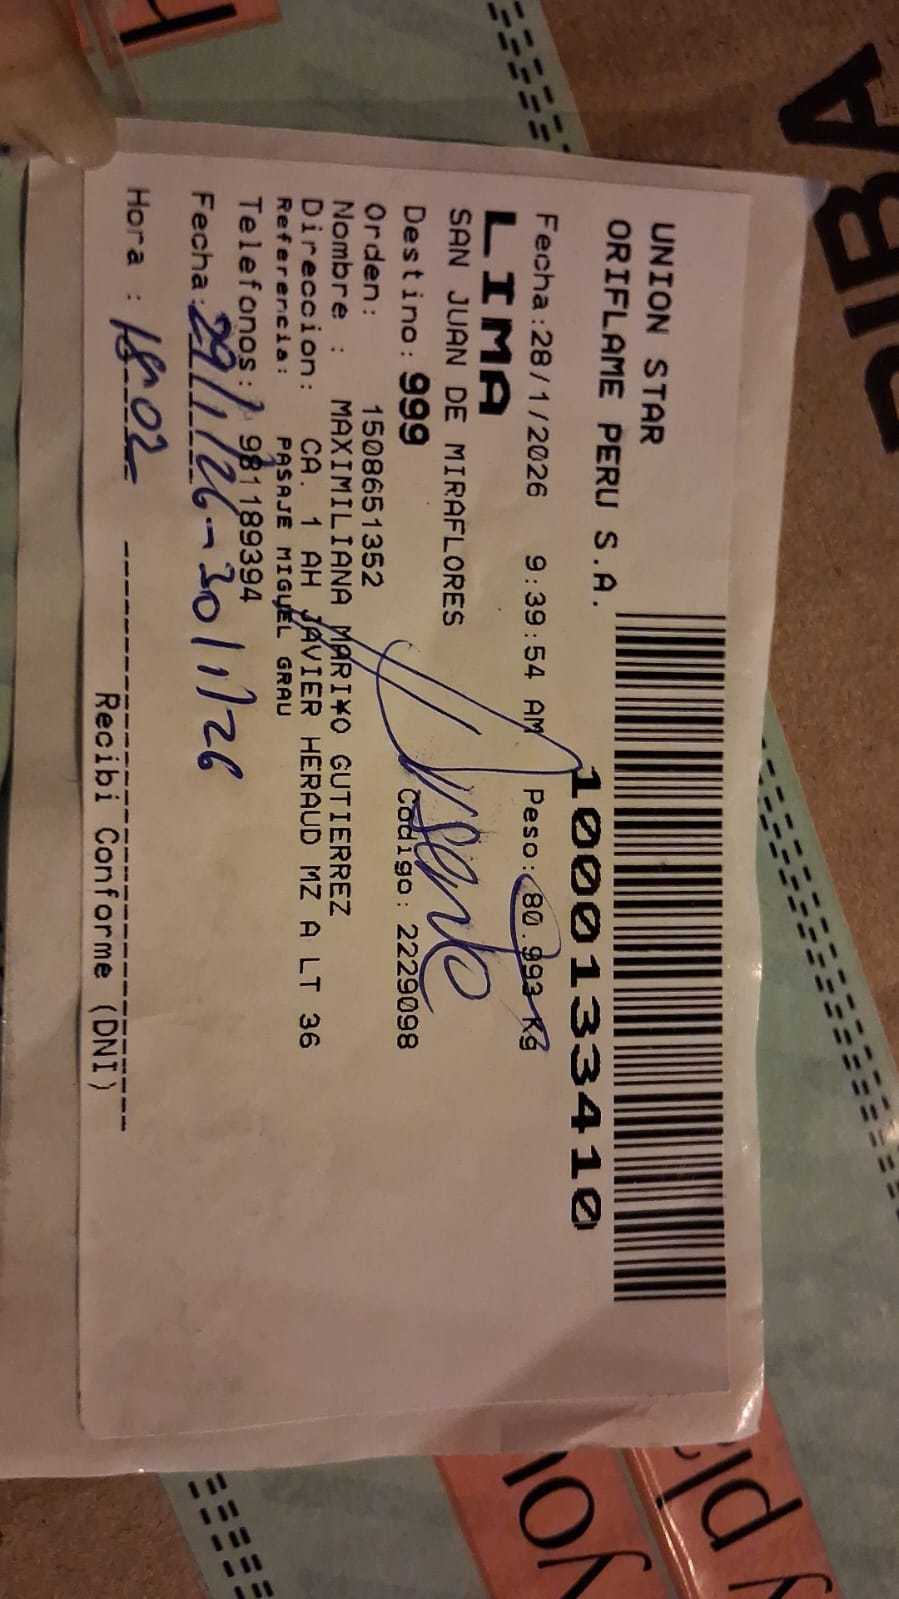 UNION STAR
ORIFLAME PERU S.A.
1000133410
Fecha:28/1/2026 9:39:54 AM Peso:80.993 Kg
LIMA
SAN JUAN DE MIRAFLORES
Destino:999 Codigo:2229098
Ausente
Orden: 1508651352
Nombre : MAXIMILIANA MARI¥O GUTIERREZ
Direccion: CA. 1 AH JAVIER HERAUD MZ A LT 36
Referencia: PASAJE MIGUEL GRAU
Telefonos: 981189394
Fecha: 29/1/26-30/1/26
Hora : 18:02
Recibi Conforme (DNI)
you